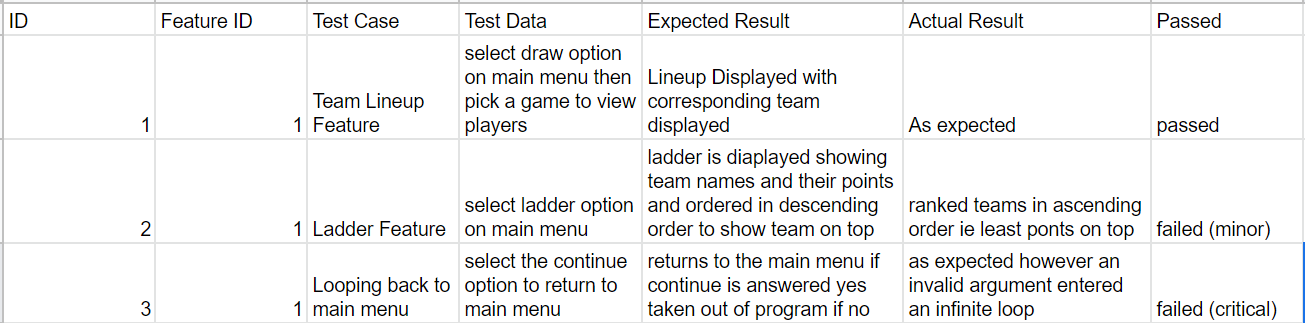 ID Feature ID Test Case Test Data Expected Result Actual Result Passed
1
1
Team Lineup
Feature
select draw option
on main menu then
pick a game to view
players
Lineup Displayed with
corresponding team
displayed
As expected
passed
2
1
Ladder Feature
select ladder option
on main menu
ladder is diaplayed showing
team names and their points
and ordered in descending
order to show team on top
ranked teams in ascending
order ie least ponts on top
failed (minor)
3
1
Looping back to
main menu
select the continue
option to return to
main menu
returns to the main menu if
continue is answered yes
taken out of program if no
as expected however an
invalid argument entered
an infinite loop
failed (critical)